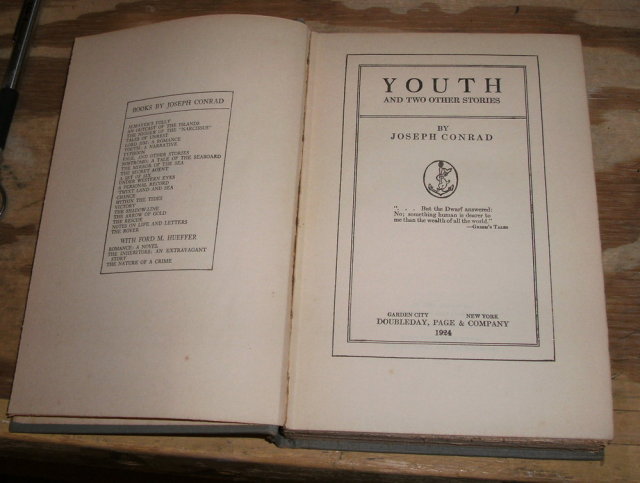 BOOKS BY JOSEPH CONRAD
ALMAYER'S FOLLY
AN OUTCAST OF THE ISLANDS
THE NIGGER OF THE "NARCISSUS"
TALES OF UNREST
LORD JIM: A ROMANCE
YOUTH: A NARRATIVE
TYPHOON
FALK, AND OTHER STORIES
NOSTROMO: A TALE OF THE SEABOARD
THE MIRROR OF THE SEA
THE SECRET AGENT
A SET OF SIX
UNDER WESTERN EYES
A PERSONAL RECORD
'TWIXT LAND AND SEA
CHANCE
WITHIN THE TIDES
VICTORY
THE SHADOW-LINE
THE ARROW OF GOLD
THE RESCUE
NOTES ON LIFE AND LETTERS
THE ROVER
WITH FORD M. HUEFFER
ROMANCE: A NOVEL
THE INHERITORS: AN EXTRAVAGANT
STORY
THE NATURE OF A CRIME
YOUTH
AND TWO OTHER STORIES
BY
JOSEPH CONRAD
". . . But the Dwarf answered:
No; something human is dearer to
me than the wealth of all the world."
—GRIMM'S TALES
GARDEN CITY NEW YORK
DOUBLEDAY, PAGE & COMPANY
1924